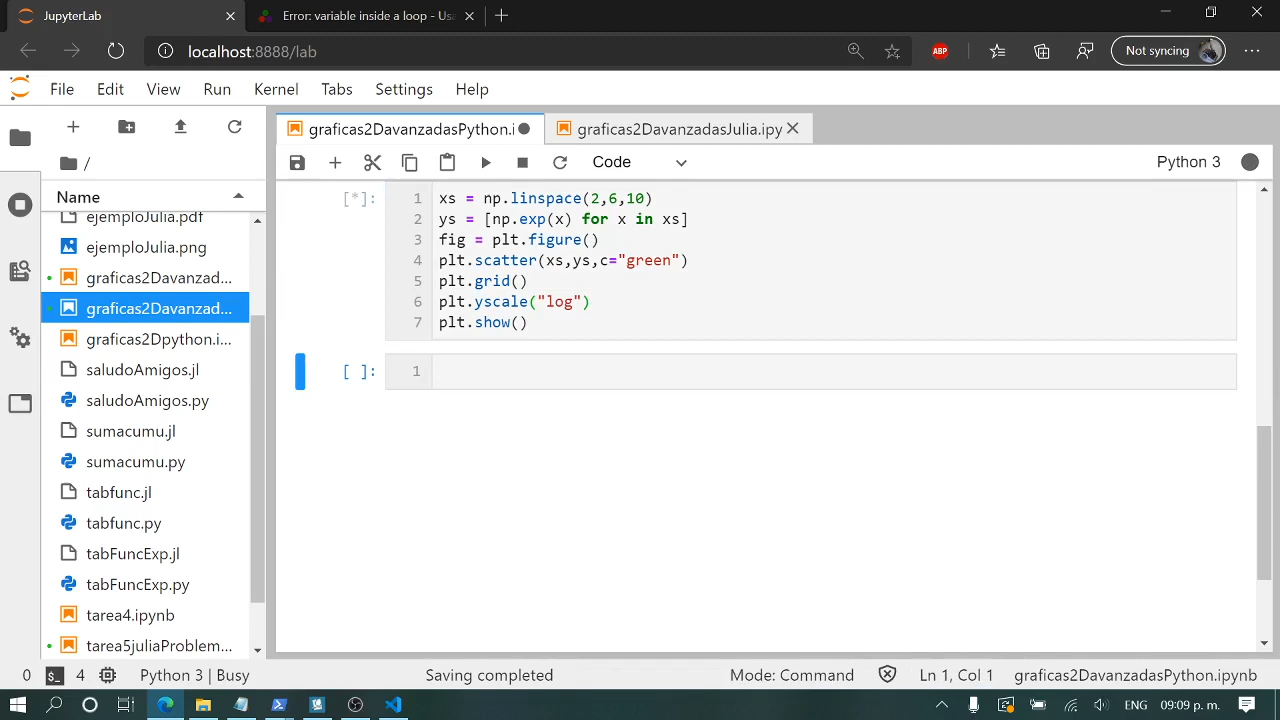 JupyterLab
Error: variable inside a loop - Usa
localhost:8888/lab
ABP
Not syncing
File Edit View Run Kernel Tabs Settings Help
graficas2DavanzadasPython.i
graficas2DavanzadasJulia.ipy
Code
Python 3
/
Name
ejemploJulia.pdf
ejemploJulia.png
graficas2Davanzad...
graficas2Davanzad...
graficas2Dpython.i...
saludoAmigos.jl
saludoAmigos.py
sumacumu.jl
sumacumu.py
tabfunc.jl
tabfunc.py
tabFuncExp.jl
tabFuncExp.py
tarea4.ipynb
tarea5juliaProblem...
[*]:
1 xs = np.linspace(2,6,10)
2 ys = [np.exp(x) for x in xs]
3 fig = plt.figure()
4 plt.scatter(xs,ys,c="green")
5 plt.grid()
6 plt.yscale("log")
7 plt.show()
[ ]: 1
0 4 Python 3 | Busy Saving completed Mode: Command Ln 1, Col 1 graficas2DavanzadasPython.ipynb
ENG 09:09 p. m.